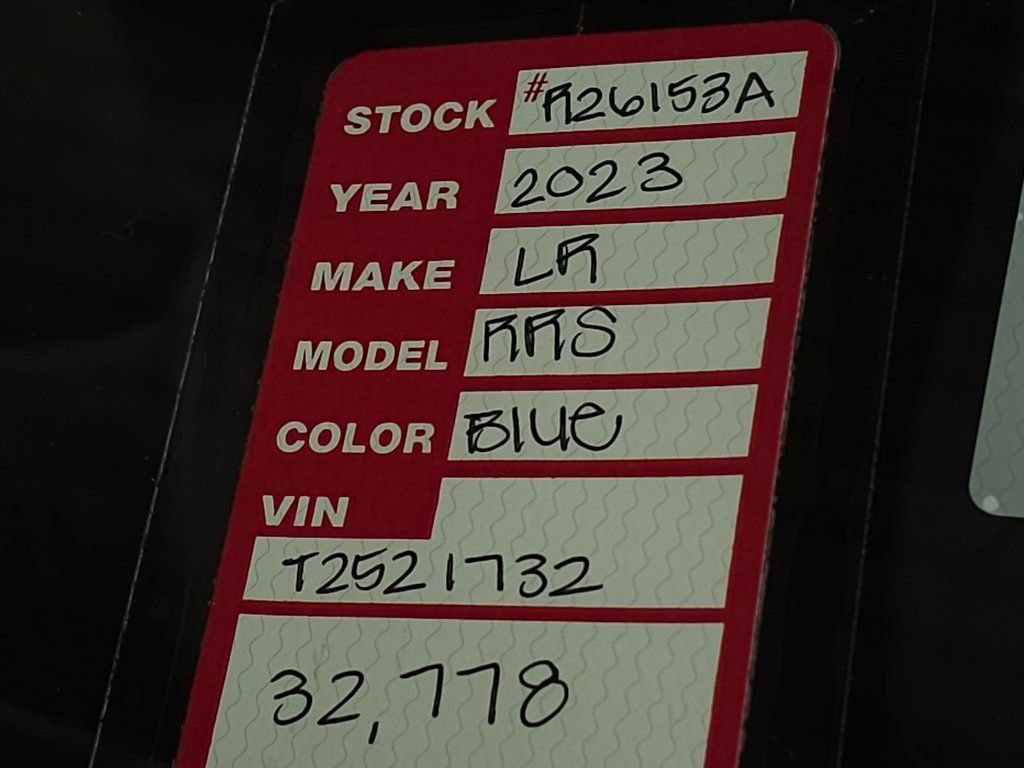 STOCK #R26153A
YEAR 2023
MAKE LR
MODEL RRS
COLOR Blue
VIN
T2521732
32,778